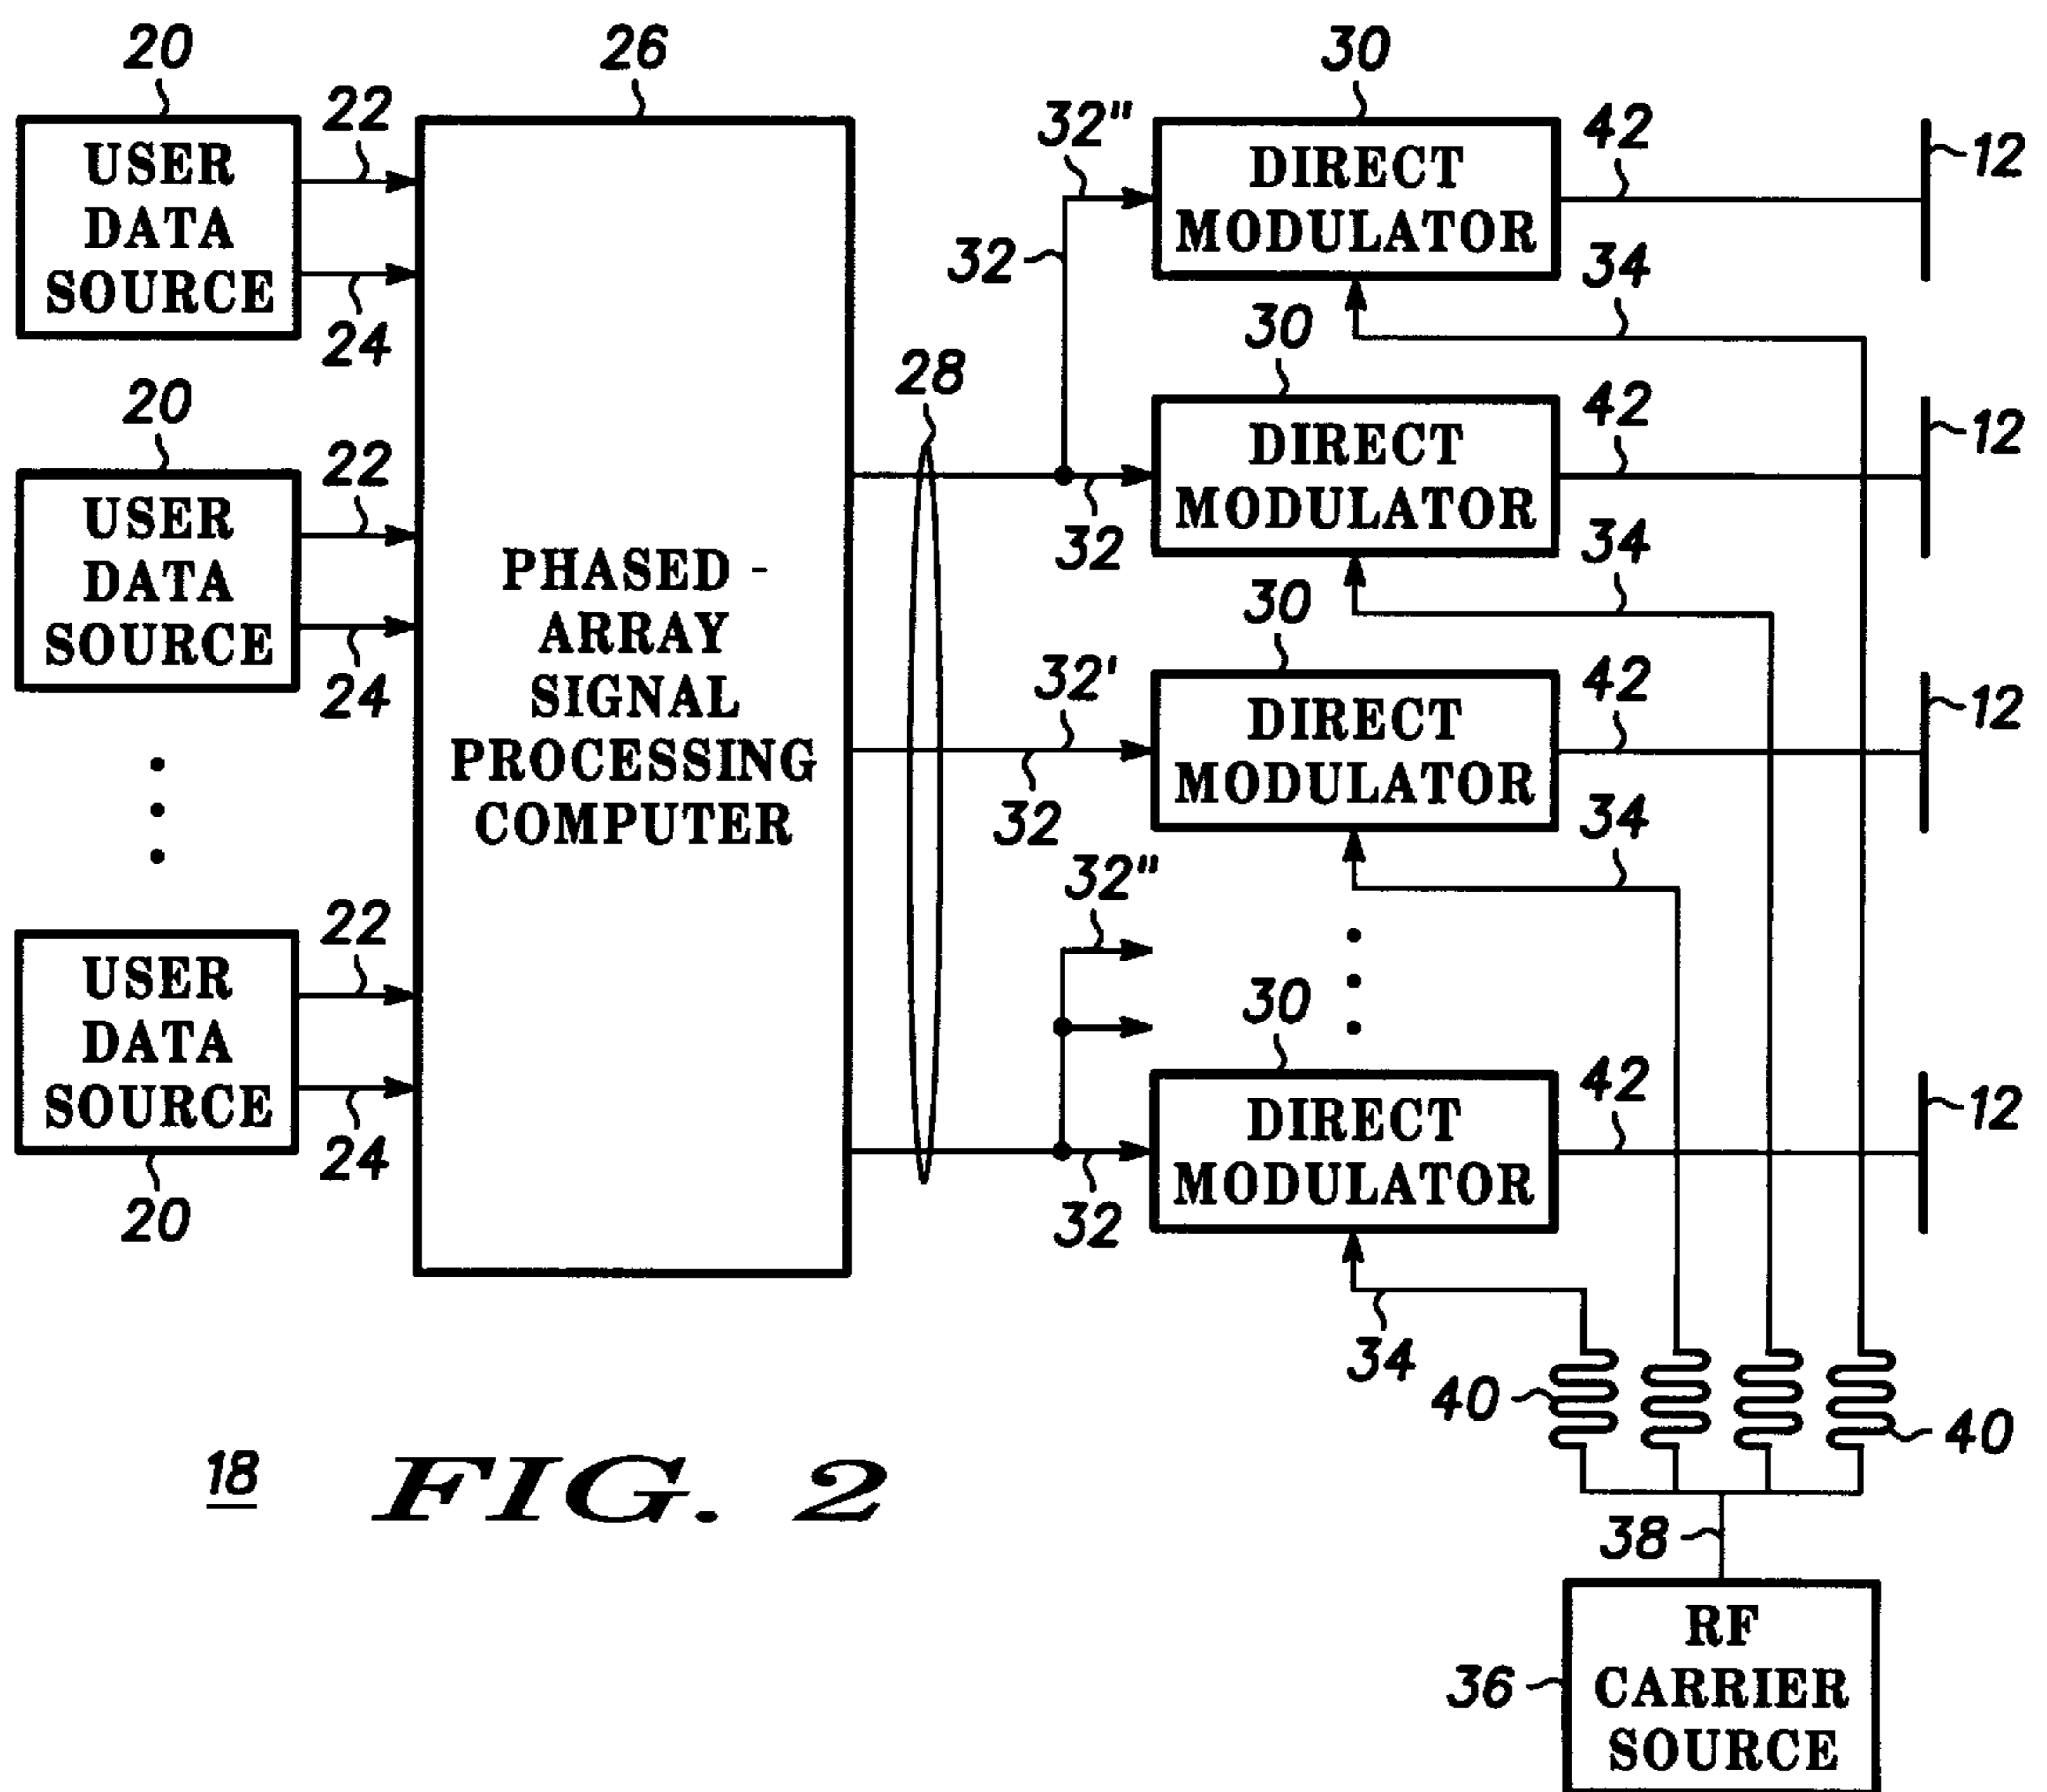 20
26
30
USER
DATA
SOURCE
22
24
32"
32
DIRECT
MODULATOR
42
12
34
20
USER
DATA
SOURCE
22
24
28
30
DIRECT
MODULATOR
32
42
12
34
PHASED -
ARRAY
SIGNAL
PROCESSING
COMPUTER
30
32'
32
DIRECT
MODULATOR
42
12
34
USER
DATA
SOURCE
22
24
20
32"
30
DIRECT
MODULATOR
32
42
12
34
40
40
38
36
RF
CARRIER
SOURCE
18
FIG. 2